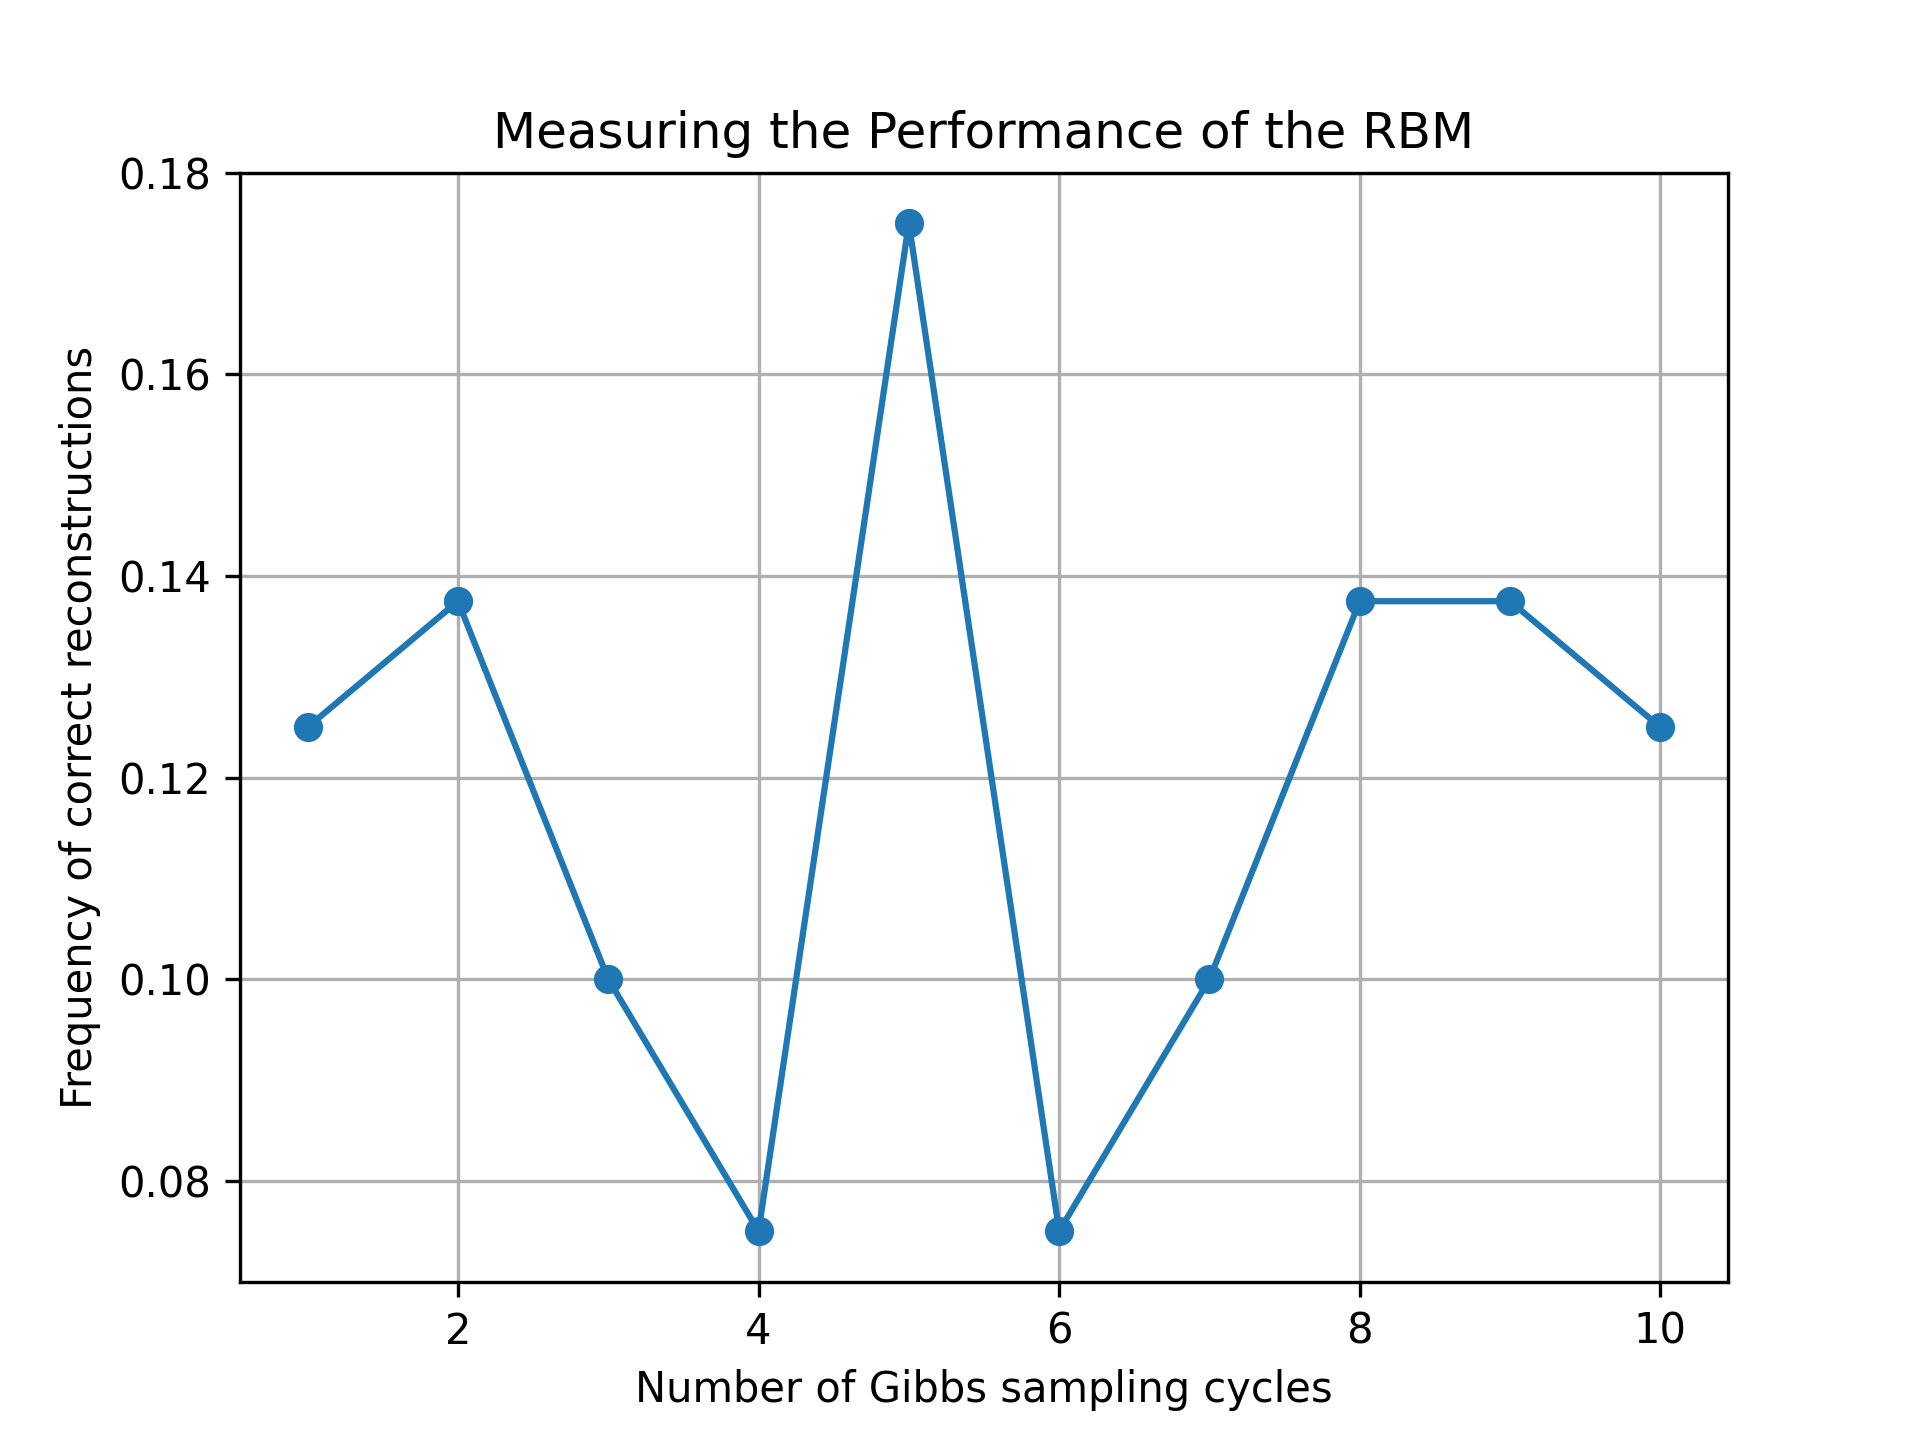 Measuring the Performance of the RBM
0.18
0.16
0.14
0.12
0.10
0.08
Frequency of correct reconstructions
2 4 6 8 10
Number of Gibbs sampling cycles